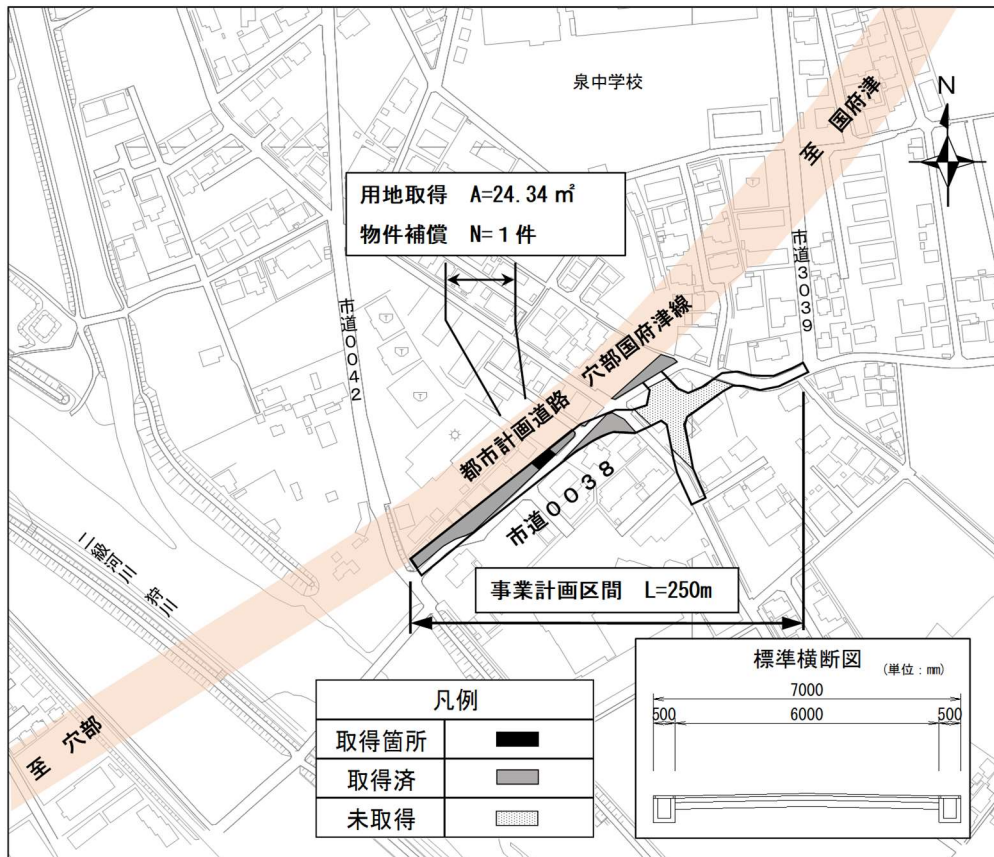 泉中学校
至　国府津
N
用地取得　A=24.34 ㎡
物件補償　N= 1 件
市道3039
市道0042
都市計画道路　穴部国府津線
市道0038
二級河川　狩川
事業計画区間　L=250m
至　穴部
凡例
取得箇所
取得済
未取得
標準横断図　(単位：㎜)
7000
500　6000　500